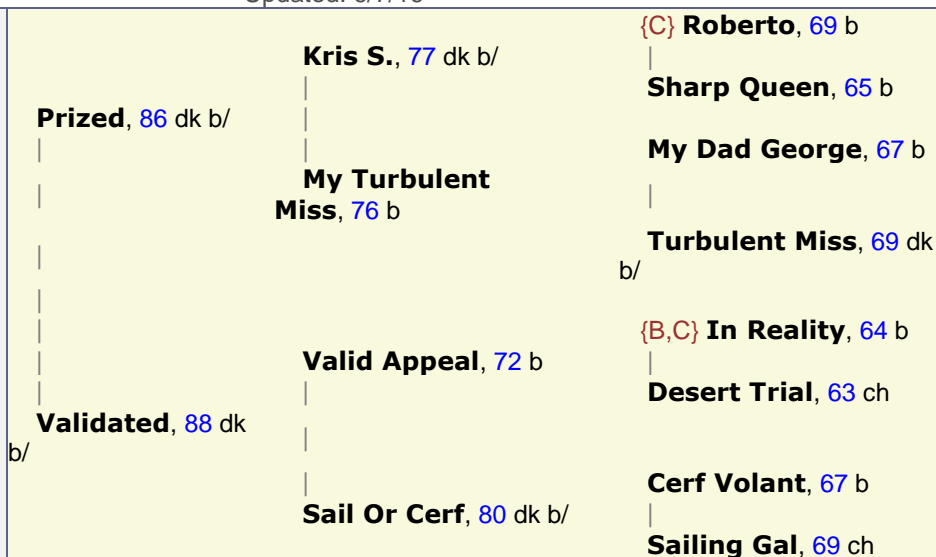 Updated:
Prized, 86 dk b/
Validated, 88 dk
b/
Kris S., 77 dk b/
My Turbulent
Miss, 76 b
Valid Appeal, 72 b
Sail Or Cerf, 80 dk b/
{C} Roberto, 69 b
Sharp Queen, 65 b
My Dad George, 67 b
Turbulent Miss, 69 dk
b/
{B,C} In Reality, 64 b
Desert Trial, 63 ch
Cerf Volant, 67 b
Sailing Gal, 69 ch